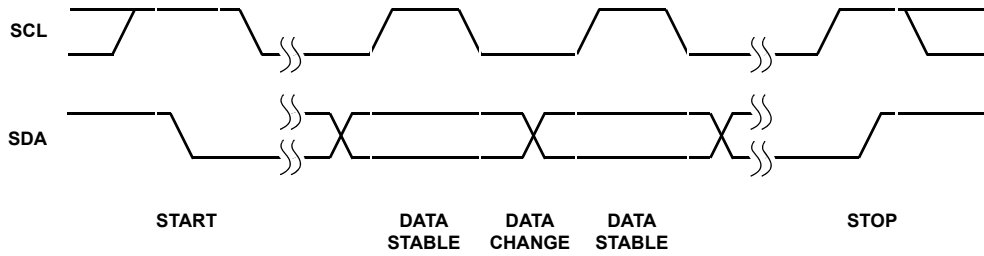 SCL
SDA
START
DATA
STABLE
DATA
CHANGE
DATA
STABLE
STOP